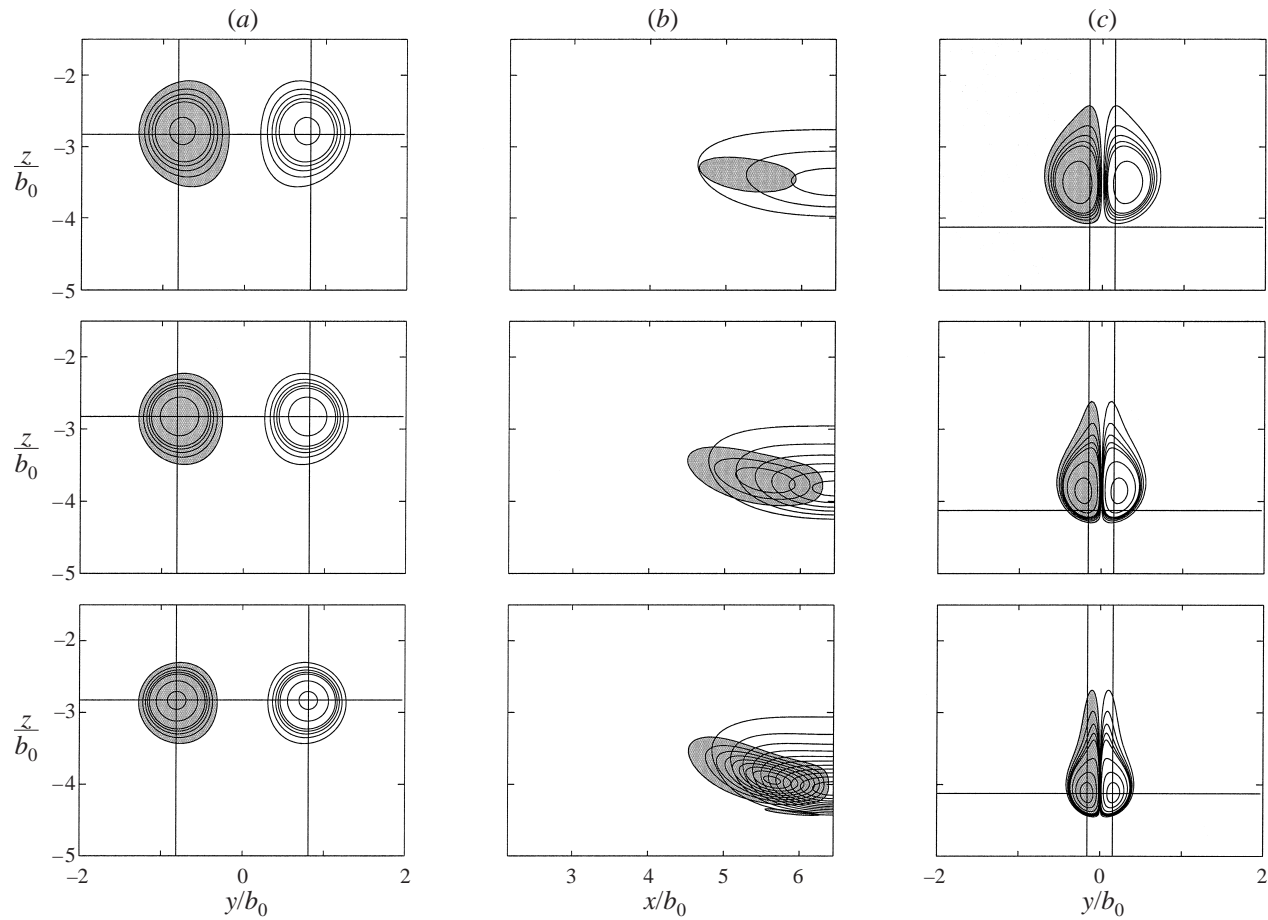 (a) (b) (c)
–2
–3
z/b0
–4
–5
–2
–3
z/b0
–4
–5
–2
–3
z/b0
–4
–5
–2 0 2 3 4 5 6 –2 0 2
y/b0 x/b0 y/b0